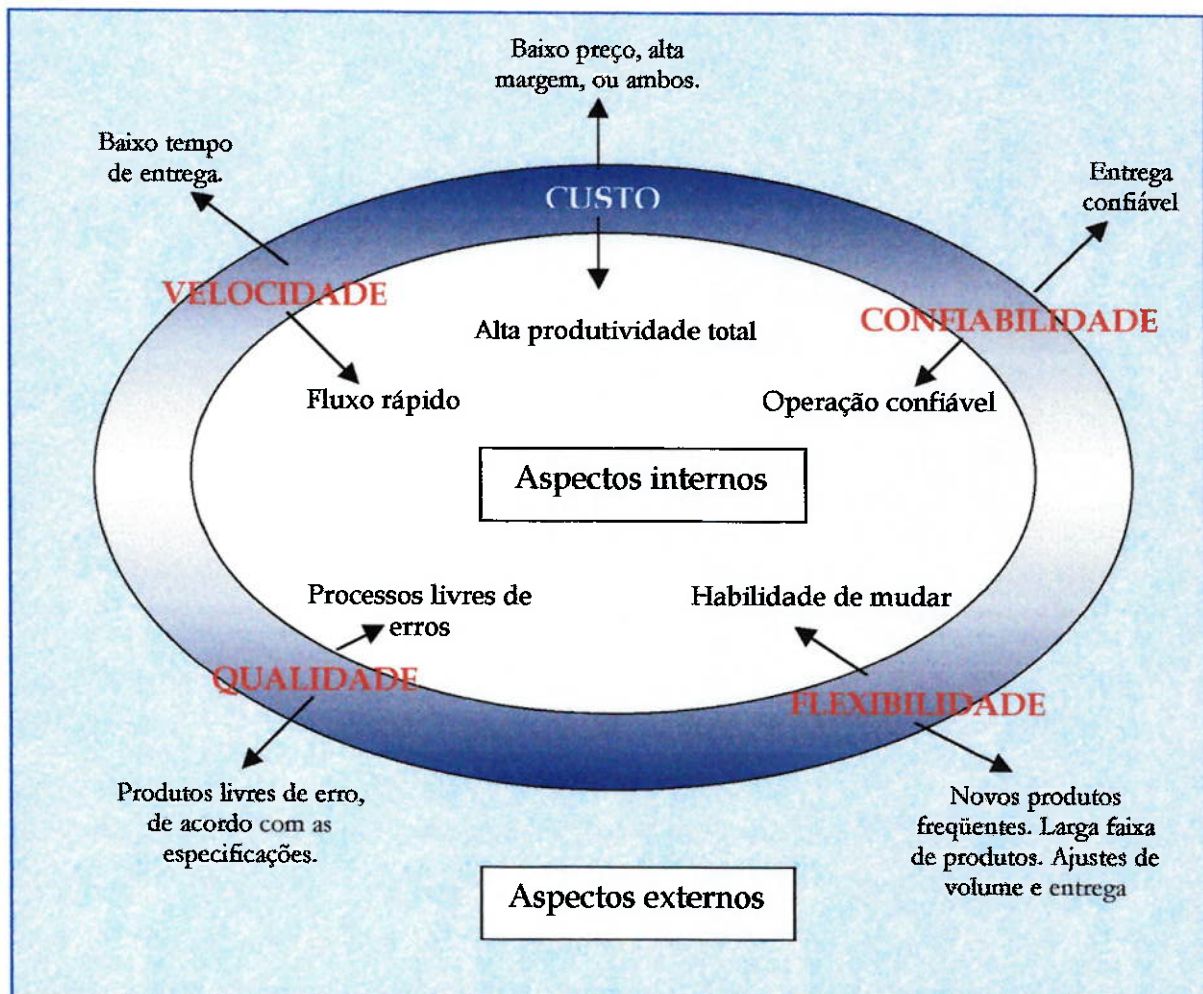 Baixo preço, alta
margem, ou ambos.
Baixo tempo
de entrega.
Entrega
confiável
CUSTO
VELOCIDADE
CONFIABILIDADE
Alta produtividade total
Fluxo rápido
Operação confiável
Aspectos internos
Processos livres de
erros
Habilidade de mudar
QUALIDADE
FLEXIBILIDADE
Produtos livres de erro,
de acordo com as
especificações.
Novos produtos
freqüentes. Larga faixa
de produtos. Ajustes de
volume e entrega
Aspectos externos